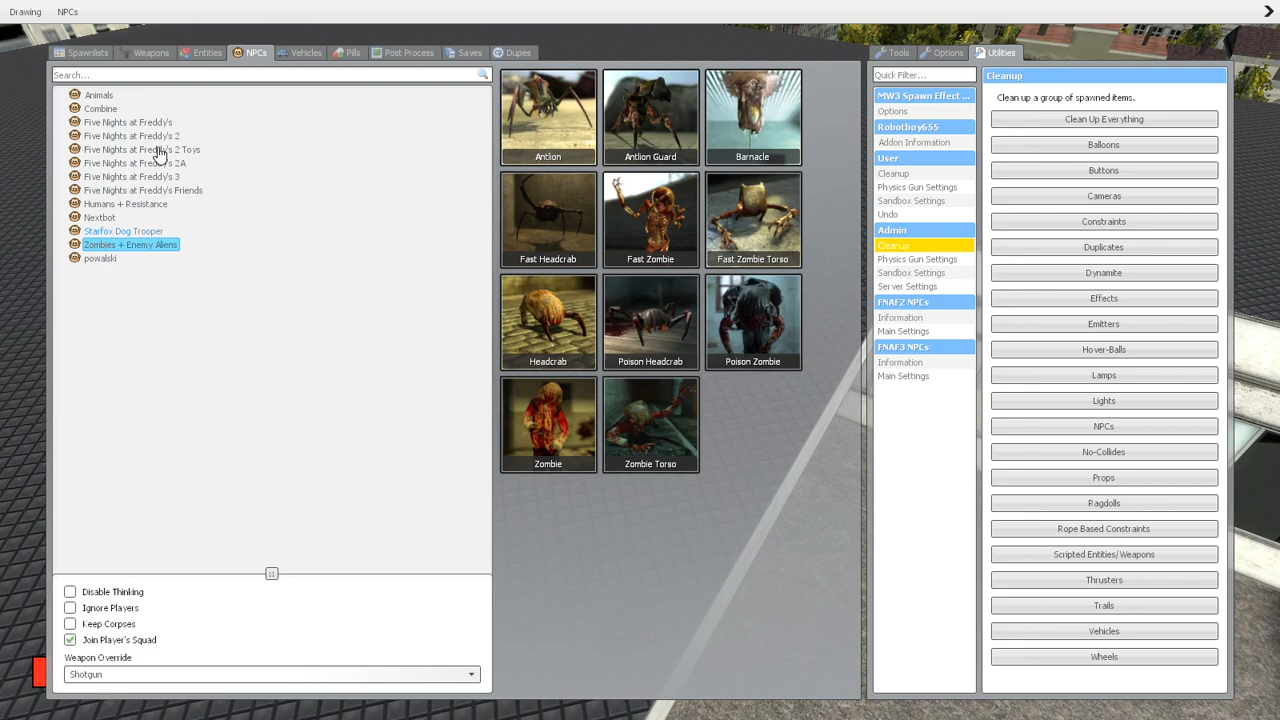 Drawing NPCs
Spawnlists Weapons Entities NPCs Vehicles Pills Post Process Saves Dupes
Search...
Animals
Combine
Five Nights at Freddy's
Five Nights at Freddy's 2
Five Nights at Freddy's 2 Toys
Five Nights at Freddy's 2A
Five Nights at Freddy's 3
Five Nights at Freddy's Friends
Humans + Resistance
Nextbot
Starfox Dog Trooper
Zombies + Enemy Aliens
powalski
Disable Thinking
Ignore Players
Keep Corpses
Join Player's Squad
Weapon Override
Shotgun
Antlion Antlion Guard Barnacle
Fast Headcrab Fast Zombie Fast Zombie Torso
Headcrab Poison Headcrab Poison Zombie
Zombie Zombie Torso
Tools Options Utilities
Quick Filter...
MW3 Spawn Effect ...
Options
Robotboy655
Addon Information
User
Cleanup
Physics Gun Settings
Sandbox Settings
Undo
Admin
Cleanup
Physics Gun Settings
Sandbox Settings
Server Settings
FNAF2 NPCs
Information
Main Settings
FNAF3 NPCs
Information
Main Settings
Cleanup
Clean up a group of spawned items.
Clean Up Everything
Balloons
Buttons
Cameras
Constraints
Duplicates
Dynamite
Effects
Emitters
Hover-Balls
Lamps
Lights
NPCs
No-Collides
Props
Ragdolls
Rope Based Constraints
Scripted Entities/Weapons
Thrusters
Trails
Vehicles
Wheels